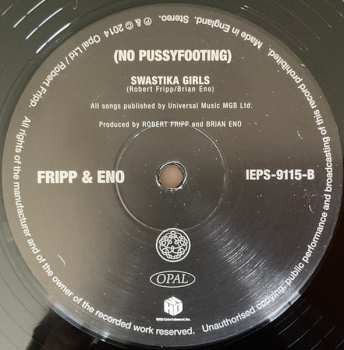 (NO PUSSYFOOTING)
SWASTIKA GIRLS
(Robert Fripp/Brian Eno)
All songs published by Universal Music MGB Ltd.
Produced by ROBERT FRIPP and BRIAN ENO
FRIPP & ENO
IEPS-9115-B
OPAL
All rights of the manufacturer and of the owner of the recorded work reserved. Unauthorised copying, public performance and broadcasting of this record prohibited. Made in England. Stereo. ℗ & © 2014 Opal Ltd / Robert Fripp.